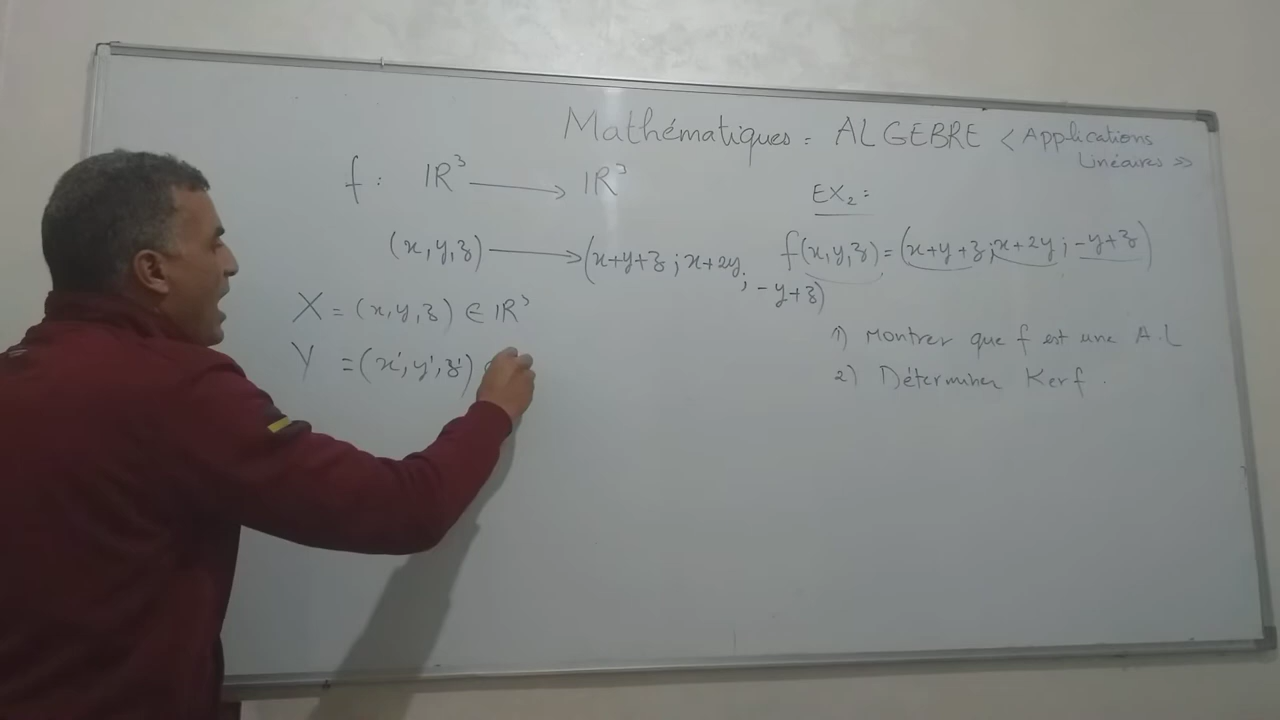 Mathématiques = ALGEBRE < Applications
Linéaires >>
f : IR³ ⟶ IR³
(x,y,z) ⟶ (x+y+z ; x+2y
; -y+z)
X = (x,y,z) ∈ IR³
Y = (x',y',z')
EX₂ =
f(x,y,z) = (x+y+z ; x+2y ; -y+z)
1) Montrer que f est une A.L
2) Déterminer Kerf .